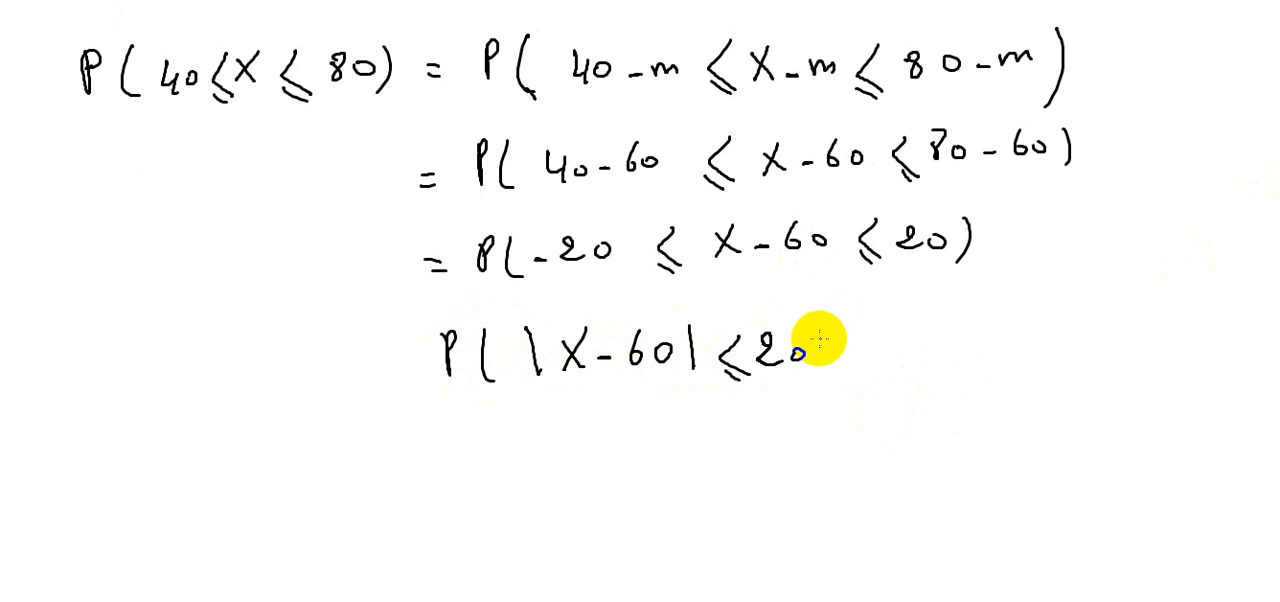 P( 40 ⩽ X ⩽ 80) = P( 40 - m ⩽ X - m ⩽ 80 - m )
= P( 40 - 60 ⩽ X - 60 ⩽ 80 - 60 )
= P( - 20 ⩽ X - 60 ⩽ 20 )
P( | X - 60 | ⩽ 20